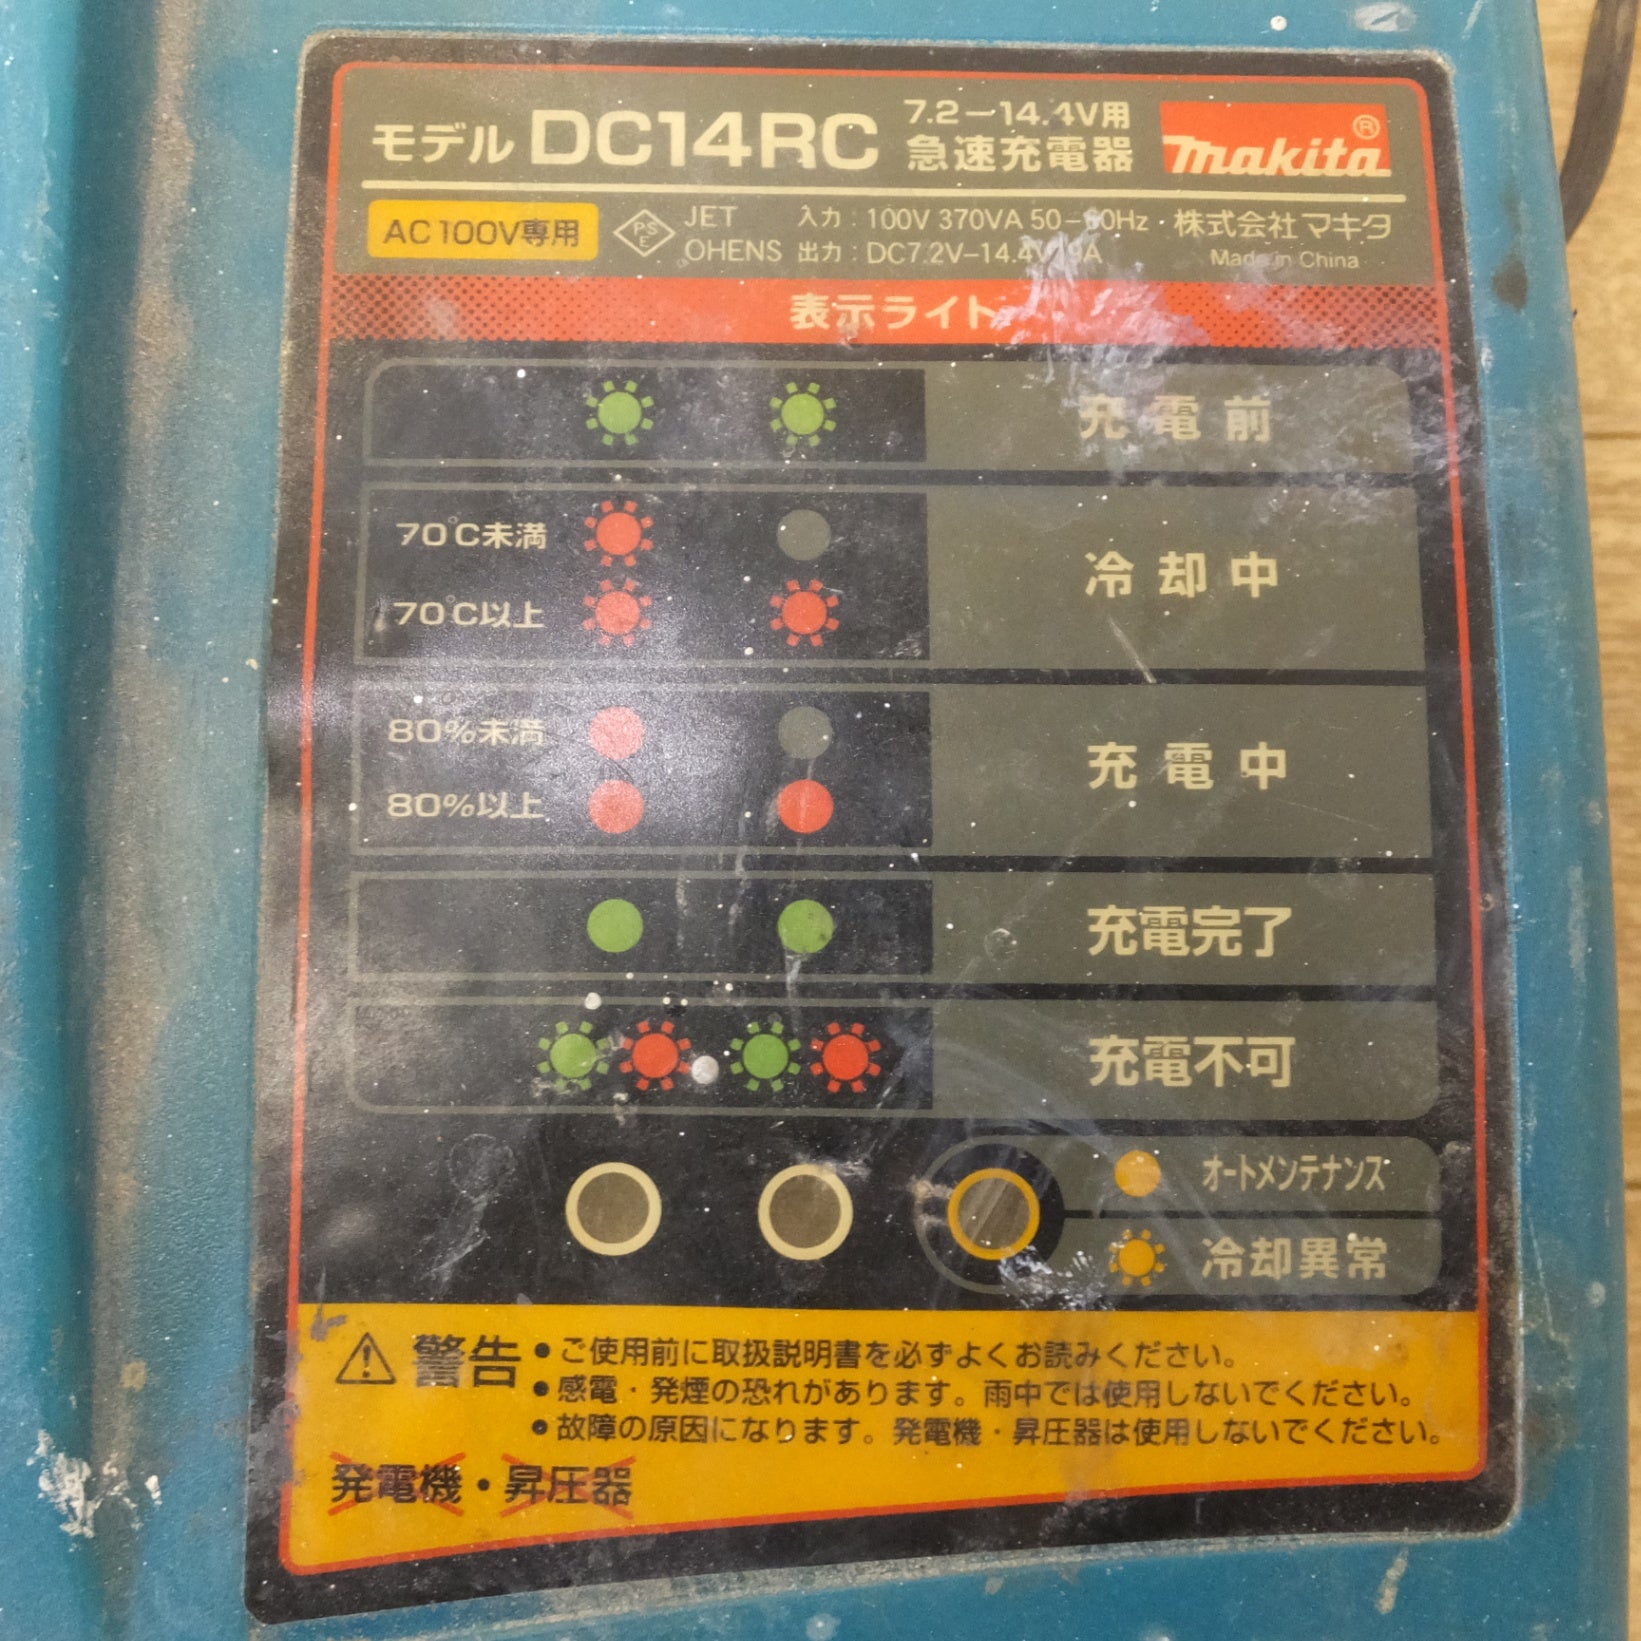 モデル DC14RC 7.2-14.4V用 急速充電器 makita®
AC100V専用 PSE JET OHENS
入力:100V 370VA 50-60Hz
出力:DC7.2V-14.4V 9A
株式会社マキタ
Made in China
表示ライト
充電前
70℃未満
70℃以上
冷却中
80%未満
80%以上
充電中
充電完了
充電不可
オートメンテナンス
冷却異常
警告
•ご使用前に取扱説明書を必ずよくお読みください。
•感電・発煙の恐れがあります。雨中では使用しないでください。
•故障の原因になります。発電機・昇圧器は使用しないでください。
発電機・昇圧器